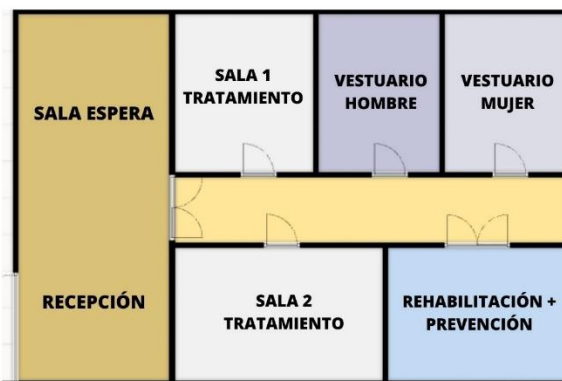 SALA ESPERA
RECEPCIÓN
SALA 1
TRATAMIENTO
VESTUARIO
HOMBRE
VESTUARIO
MUJER
SALA 2
TRATAMIENTO
REHABILITACIÓN +
PREVENCIÓN